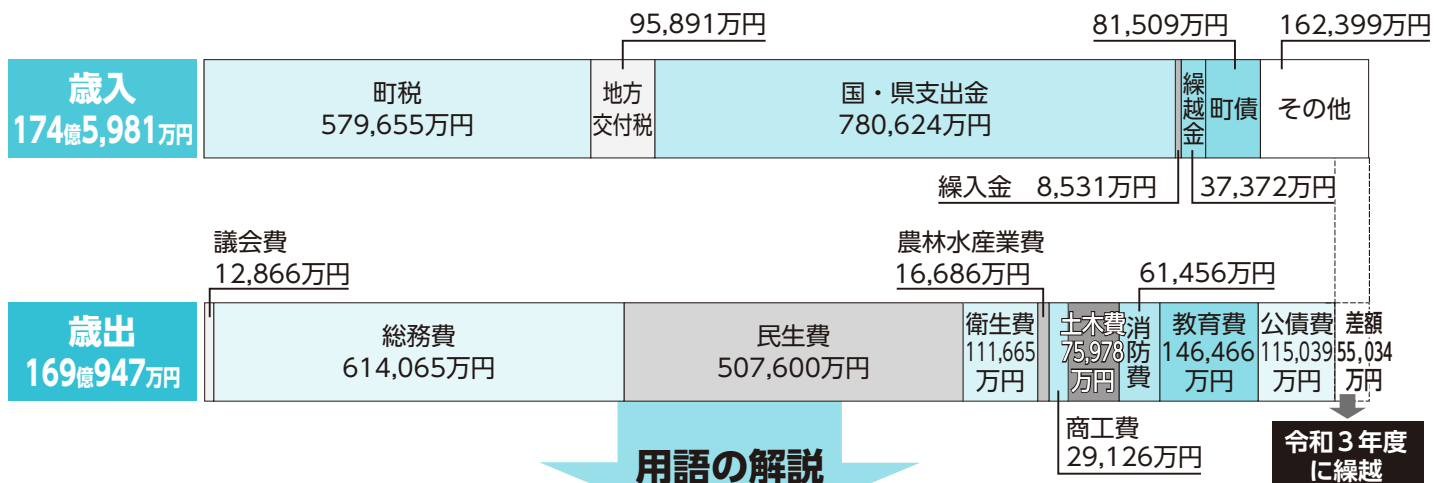 95,891万円
81,509万円
162,399万円
歳入
174億5,981万円
町税
579,655万円
地方
交付税
国・県支出金
780,624万円
繰越金
町債
その他
繰入金 8,531万円
37,372万円
議会費
12,866万円
農林水産業費
16,686万円
61,456万円
歳出
169億947万円
総務費
614,065万円
民生費
507,600万円
衛生費
111,665
万円
土木費
75,978
万円
消防費
教育費
146,466
万円
公債費
115,039
万円
差額
55,034
万円
商工費
29,126万円
令和3年度
に繰越
用語の解説